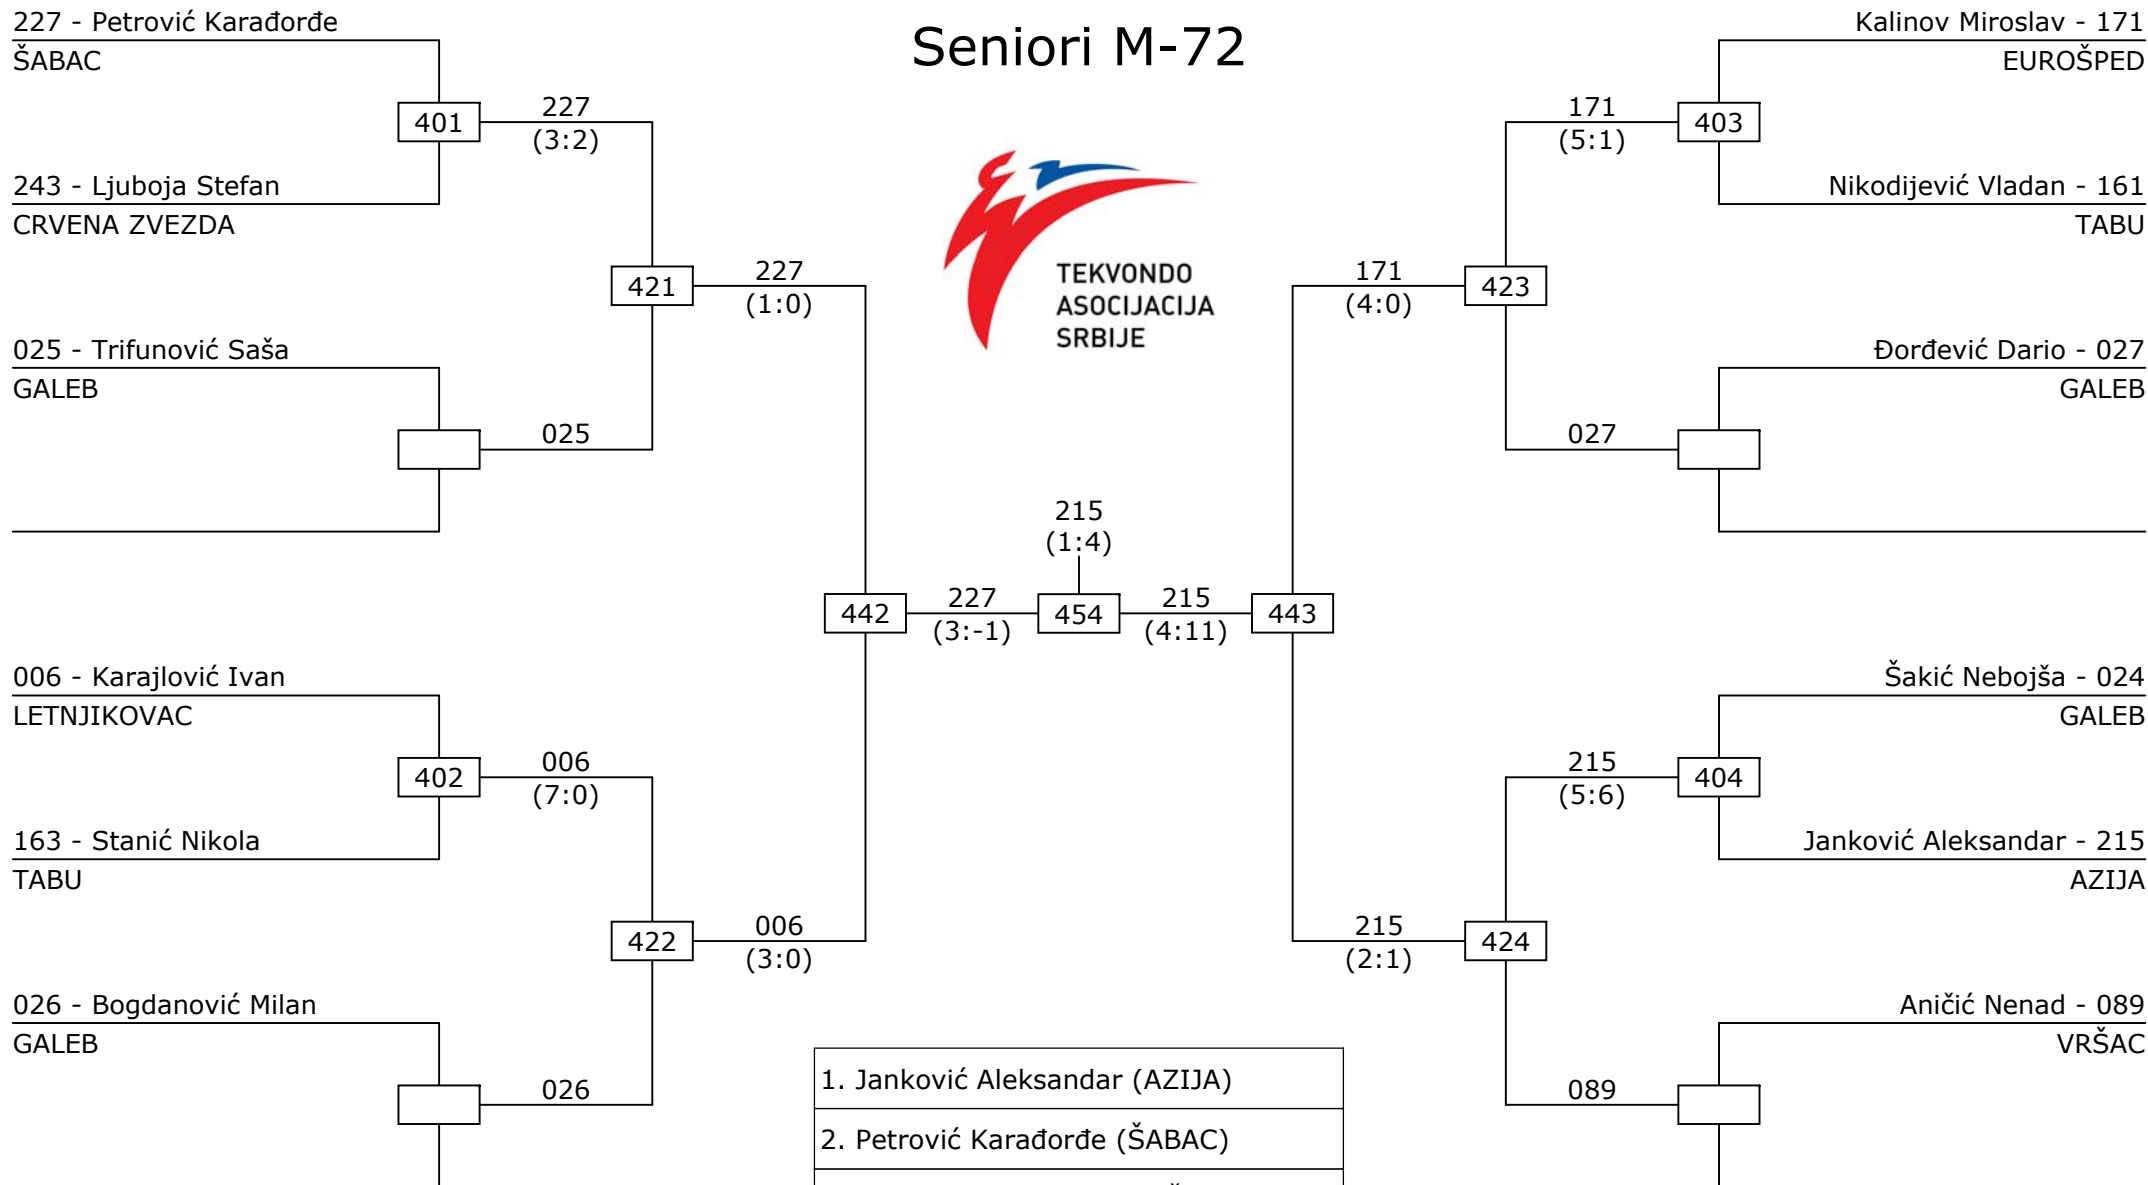 Seniori M-72
TEKVONDO
ASOCIJACIJA
SRBIJE
227 - Petrović Karađorđe
ŠABAC
401
227
(3:2)
243 - Ljuboja Stefan
CRVENA ZVEZDA
421
227
(1:0)
025 - Trifunović Saša
GALEB
025
442
227
(3:-1)
006 - Karajlović Ivan
LETNJIKOVAC
402
006
(7:0)
163 - Stanić Nikola
TABU
422
006
(3:0)
026 - Bogdanović Milan
GALEB
026
215
(1:4)
454
Kalinov Miroslav - 171
EUROŠPED
171
(5:1)
403
Nikodijević Vladan - 161
TABU
171
(4:0)
423
Đorđević Dario - 027
GALEB
027
215
(4:11)
443
Šakić Nebojša - 024
GALEB
215
(5:6)
404
Janković Aleksandar - 215
AZIJA
215
(2:1)
424
Aničić Nenad - 089
VRŠAC
089
1. Janković Aleksandar (AZIJA)
2. Petrović Karađorđe (ŠABAC)